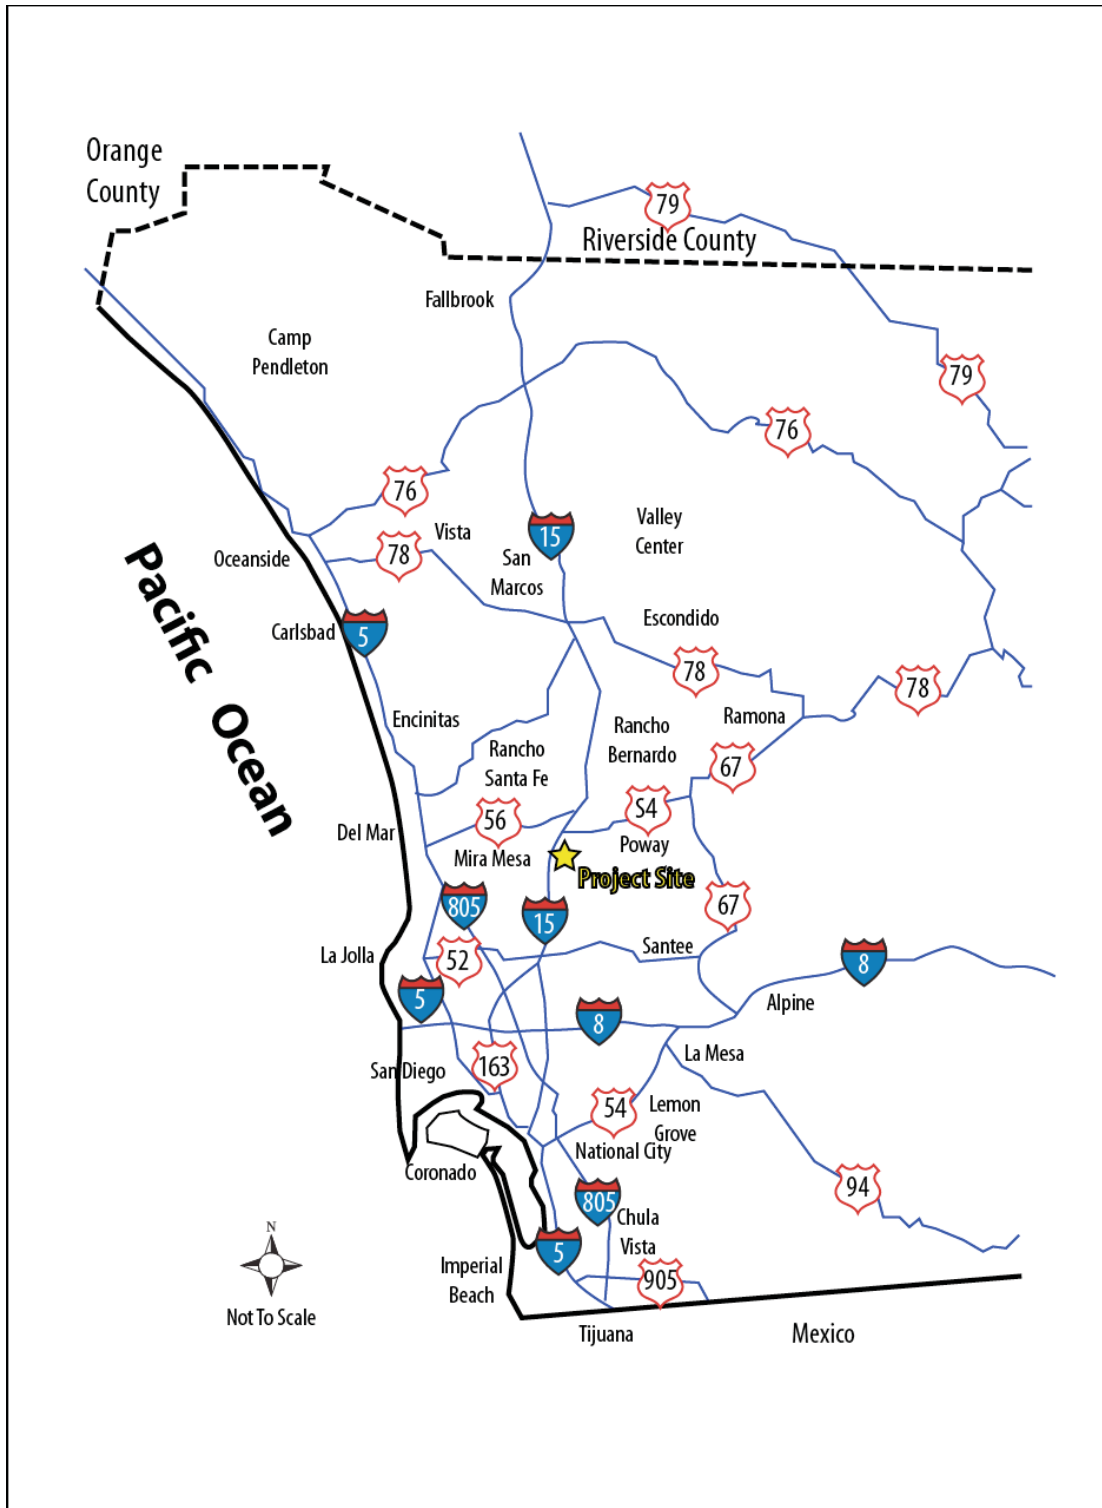 Orange
County
79
Riverside County
Fallbrook
Camp
Pendleton
79
76
76
Valley
Center
15
Vista
78
San
Marcos
Oceanside
Pacific Ocean
Carlsbad
5
Escondido
78
78
Encinitas
Rancho
Bernardo
Ramona
Rancho
Santa Fe
67
56
S4
Del Mar
Poway
Mira Mesa
Project Site
805
15
67
La Jolla
52
Santee
8
5
Alpine
8
San Diego
163
La Mesa
54
Lemon
Grove
National City
Coronado
94
805
Chula
Vista
5
Imperial
Beach
905
N
Not To Scale
Tijuana
Mexico